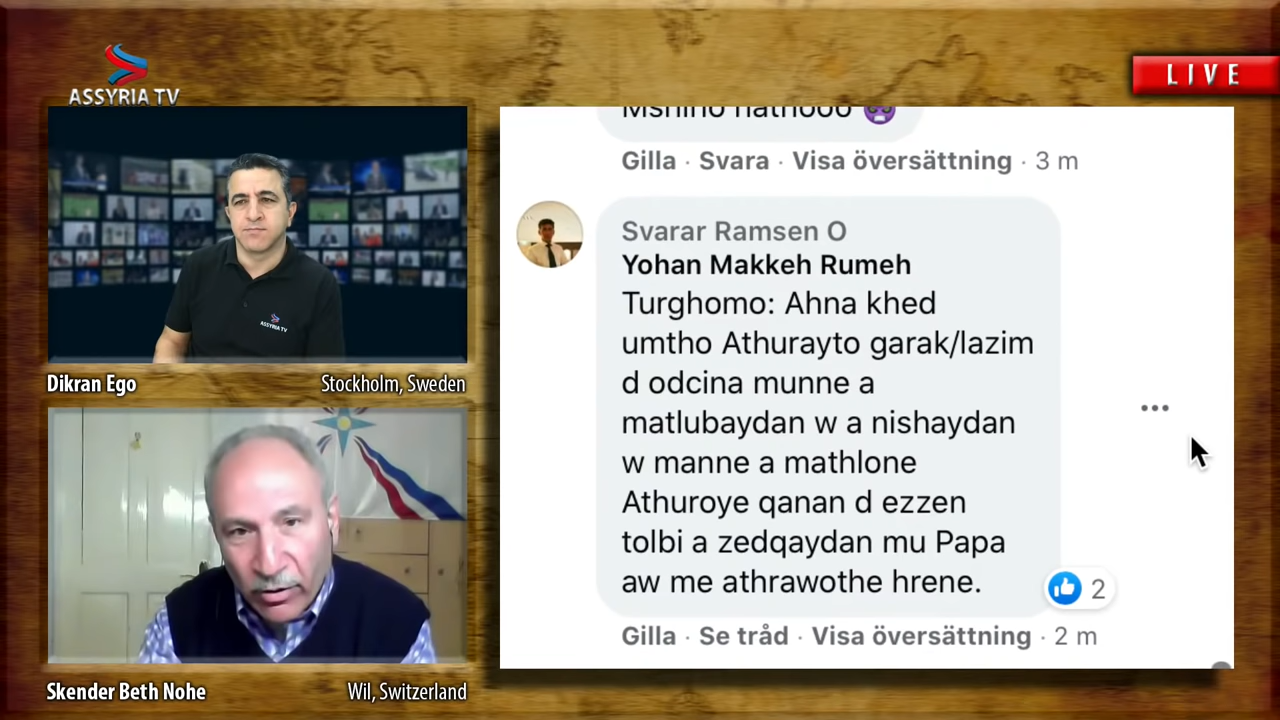 ASSYRIA TV
LIVE
Gilla · Svara · Visa översättning · 3 m
Svarar Ramsen O
Yohan Makkeh Rumeh
Turghomo: Ahna khed
umtho Athurayto garak/lazim
d odcina munne a
matlubaydan w a nishaydan
w manne a mathlone
Athuroye qanan d ezzen
tolbi a zedqaydan mu Papa
aw me athrawothe hrene.
2
Gilla · Se tråd · Visa översättning · 2 m
ASSYRIA TV
Dikran Ego
Stockholm, Sweden
Skender Beth Nohe
Wil, Switzerland